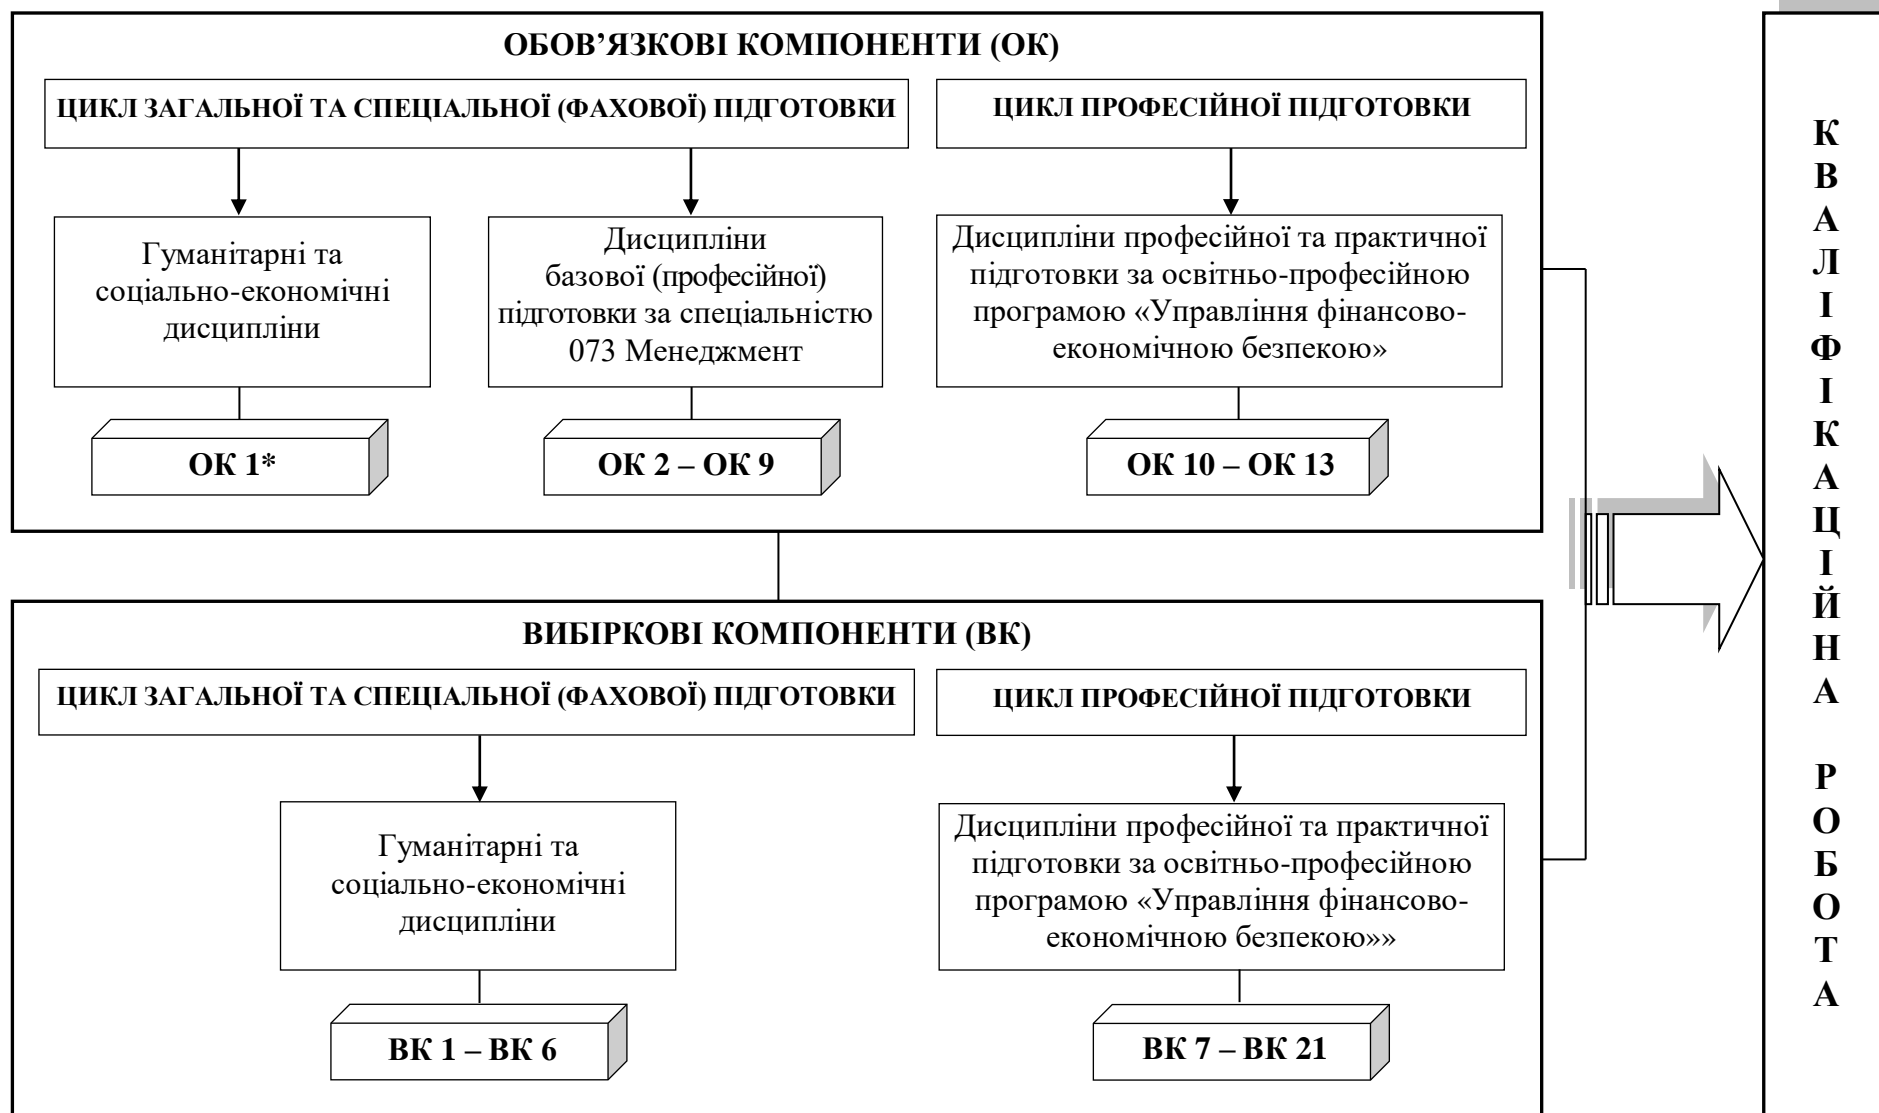 ОБОВ’ЯЗКОВІ КОМПОНЕНТИ (ОК)
ЦИКЛ ЗАГАЛЬНОЇ ТА СПЕЦІАЛЬНОЇ (ФАХОВОЇ) ПІДГОТОВКИ
ЦИКЛ ПРОФЕСІЙНОЇ ПІДГОТОВКИ
Гуманітарні та
соціально-економічні
дисципліни
Дисципліни
базової (професійної)
підготовки за спеціальністю
073 Менеджмент
Дисципліни професійної та практичної
підготовки за освітньо-професійною
програмою «Управління фінансово-
економічною безпекою»
ОК 1*
ОК 2 – ОК 9
ОК 10 – ОК 13
ВИБІРКОВІ КОМПОНЕНТИ (ВК)
ЦИКЛ ЗАГАЛЬНОЇ ТА СПЕЦІАЛЬНОЇ (ФАХОВОЇ) ПІДГОТОВКИ
ЦИКЛ ПРОФЕСІЙНОЇ ПІДГОТОВКИ
Гуманітарні та
соціально-економічні
дисципліни
Дисципліни професійної та практичної
підготовки за освітньо-професійною
програмою «Управління фінансово-
економічною безпекою»»
ВК 1 – ВК 6
ВК 7 – ВК 21
КВАЛІФІКАЦІЙНА РОБОТА